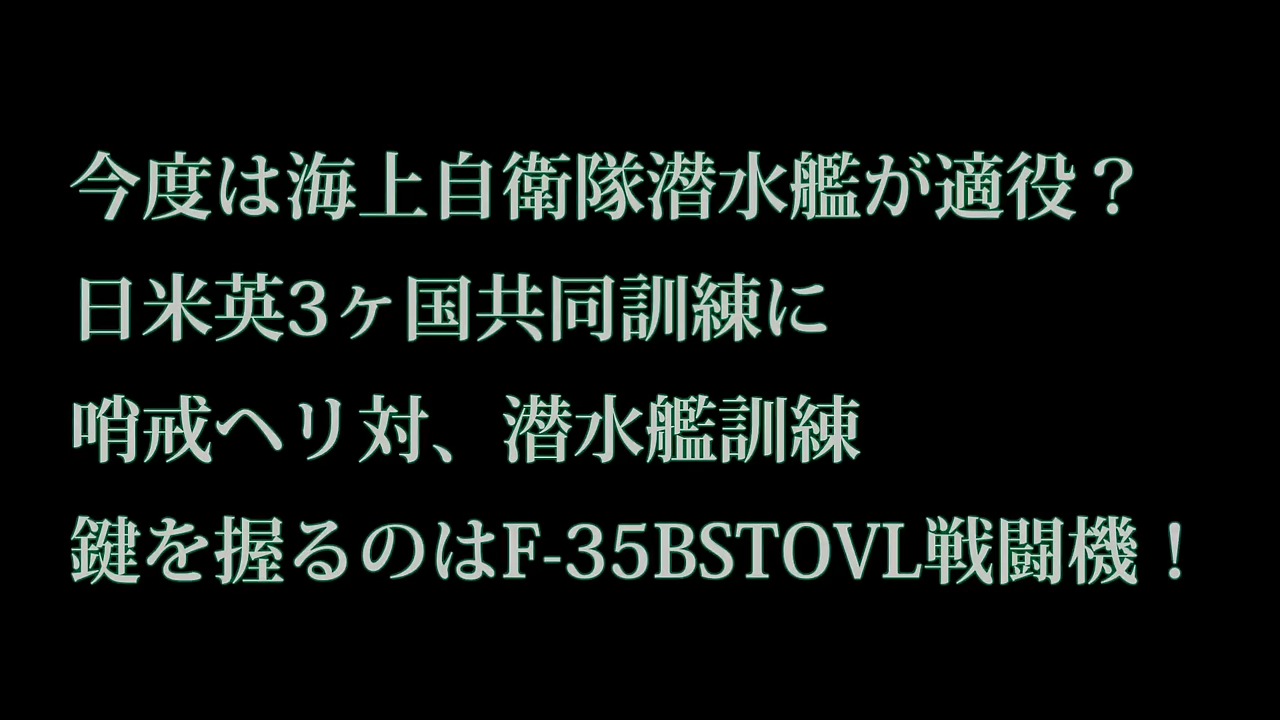 今度は海上自衛隊潜水艦が適役？
日米英3ヶ国共同訓練に
哨戒ヘリ対、潜水艦訓練
鍵を握るのはF-35BSTOVL戦闘機！